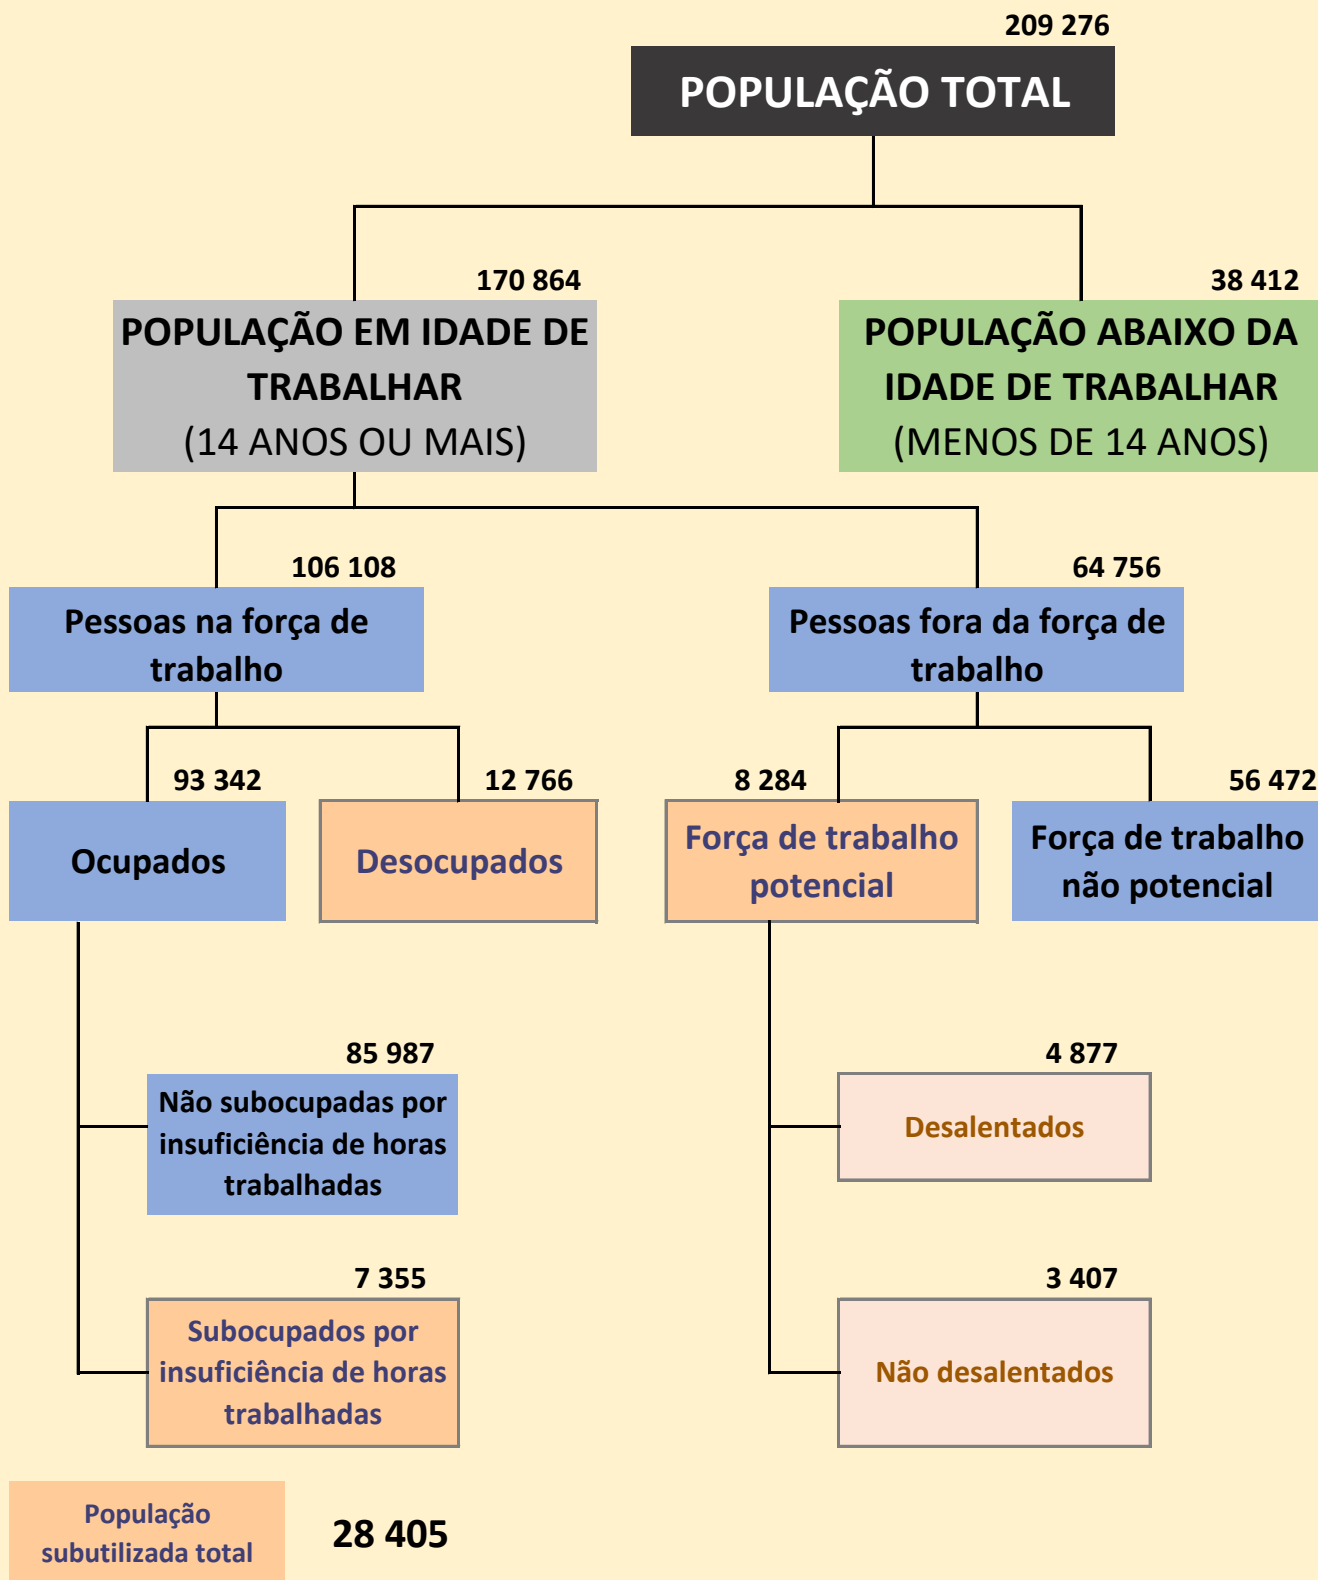 209 276
POPULAÇÃO TOTAL
170 864
POPULAÇÃO EM IDADE DE
TRABALHAR
(14 ANOS OU MAIS)
38 412
POPULAÇÃO ABAIXO DA
IDADE DE TRABALHAR
(MENOS DE 14 ANOS)
106 108
Pessoas na força de
trabalho
64 756
Pessoas fora da força de
trabalho
93 342
Ocupados
12 766
Desocupados
8 284
Força de trabalho
potencial
56 472
Força de trabalho
não potencial
85 987
Não subocupadas por
insuficiência de horas
trabalhadas
4 877
Desalentados
7 355
Subocupados por
insuficiência de horas
trabalhadas
3 407
Não desalentados
População
subutilizada total
28 405